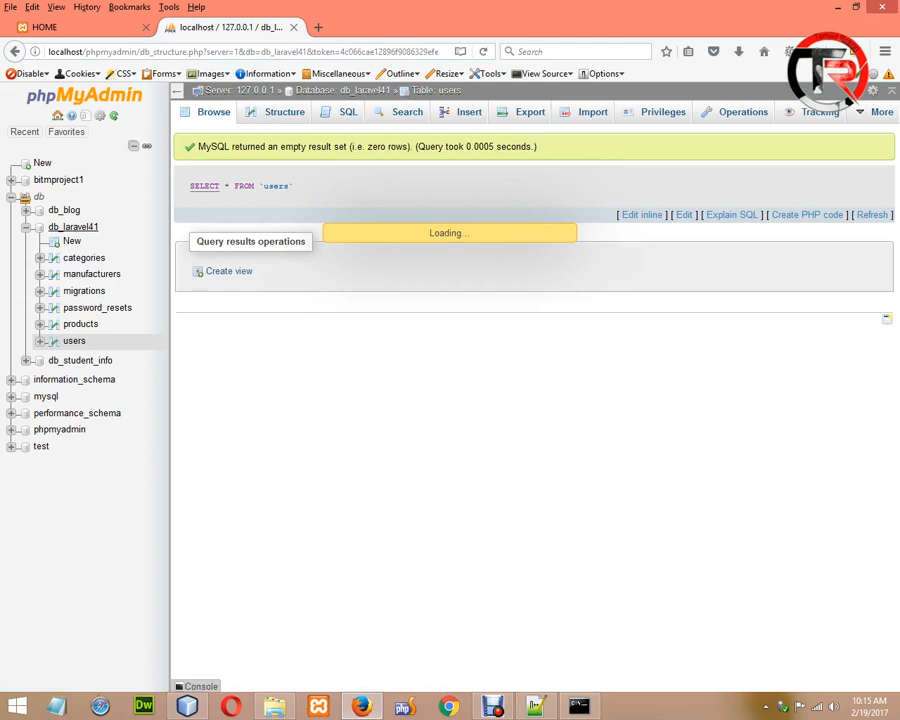 File Edit View History Bookmarks Tools Help
HOME
localhost / 127.0.0.1 / db_l...
localhost/phpmyadmin/db_structure.php?server=1&db=db_laravel41&token=4c066cae12896f9086329efe
Search
Disable Cookies CSS Forms Images Information Miscellaneous Outline Resize Tools View Source Options
phpMyAdmin
Recent Favorites
New
bitmproject1
db
db_blog
db_laravel41
New
categories
manufacturers
migrations
password_resets
products
users
db_student_info
information_schema
mysql
performance_schema
phpmyadmin
test
Server: 127.0.0.1 » Database: db_laravel41 » Table: users
Browse Structure SQL Search Insert Export Import Privileges Operations Tracking More
MySQL returned an empty result set (i.e. zero rows). (Query took 0.0005 seconds.)
SELECT * FROM `users`
[ Edit inline ] [ Edit ] [ Explain SQL ] [ Create PHP code ] [ Refresh ]
Loading...
Query results operations
Create view
Console
10:15 AM
2/19/2017